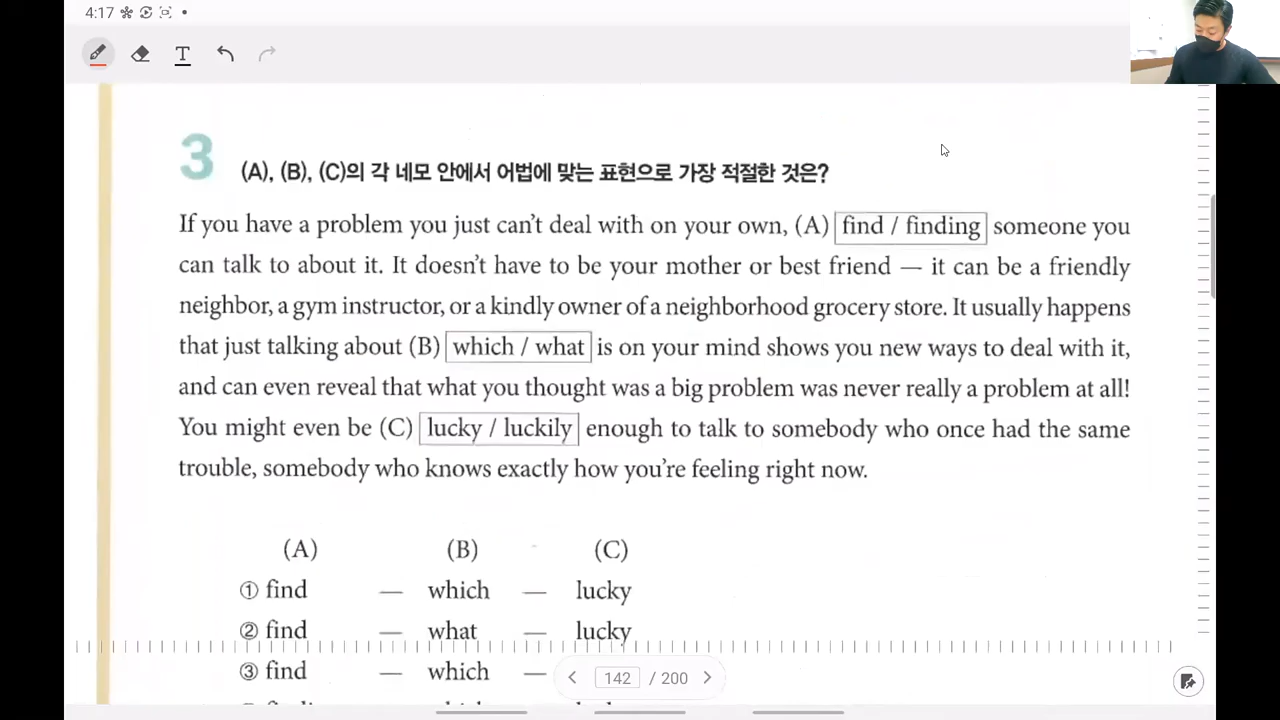 4:17
T
3
(A), (B), (C)의 각 네모 안에서 어법에 맞는 표현으로 가장 적절한 것은?
If you have a problem you just can't deal with on your own, (A) find / finding someone you
can talk to about it. It doesn't have to be your mother or best friend — it can be a friendly
neighbor, a gym instructor, or a kindly owner of a neighborhood grocery store. It usually happens
that just talking about (B) which / what is on your mind shows you new ways to deal with it,
and can even reveal that what you thought was a big problem was never really a problem at all!
You might even be (C) lucky / luckily enough to talk to somebody who once had the same
trouble, somebody who knows exactly how you're feeling right now.
(A) (B) (C)
① find — which — lucky
② find — what — lucky
③ find — which —
142 / 200